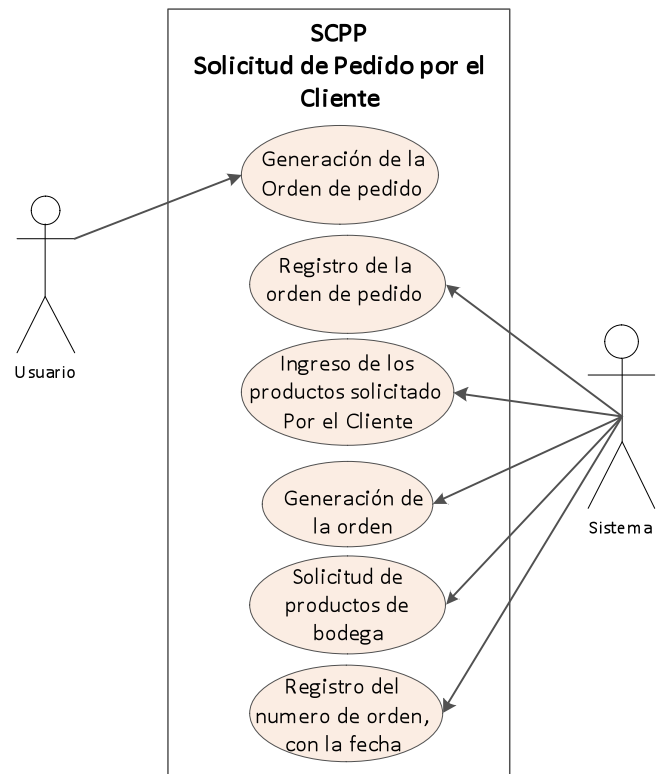 SCPP
Solicitud de Pedido por el
Cliente
Generación de la
Orden de pedido
Registro de la
orden de pedido
Usuario
Ingreso de los
productos solicitado
Por el Cliente
Generación de
la orden
Sistema
Solicitud de
productos de
bodega
Registro del
numero de orden,
con la fecha